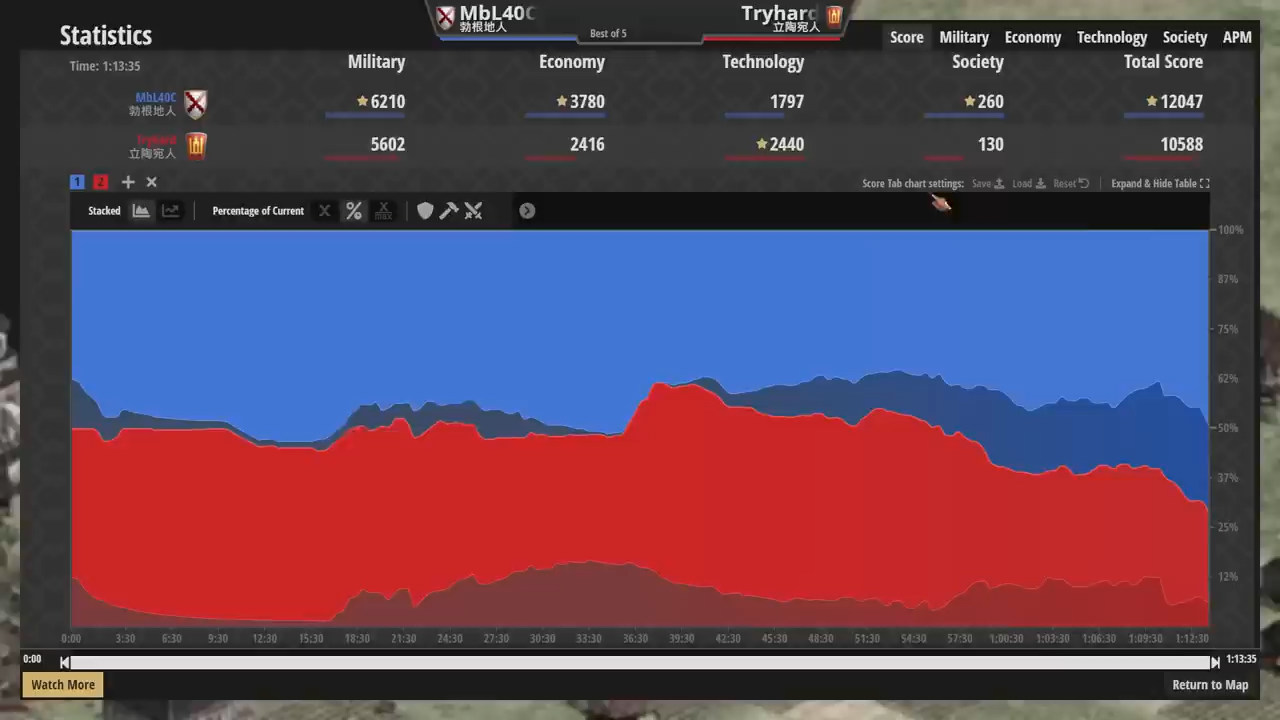 MbL40C
勃根地人
Best of 5
Tryhard
立陶宛人
Statistics
Score Military Economy Technology Society APM
Time: 1:13:35
Military Economy Technology Society Total Score
MbL40C
勃根地人
6210 3780 1797 260 12047
Tryhard
立陶宛人
5602 2416 2440 130 10588
1 2
Score Tab chart settings: Save Load Reset Expand & Hide Table
Stacked Percentage of Current X % X max
100%
87%
75%
62%
50%
37%
25%
12%
0:00 3:30 6:30 9:30 12:30 15:30 18:30 21:30 24:30 27:30 30:30 33:30 36:30 39:30 42:30 45:30 48:30 51:30 54:30 57:30 1:00:30 1:03:30 1:06:30 1:09:30 1:12:30
0:00 1:13:35
Watch More
Return to Map